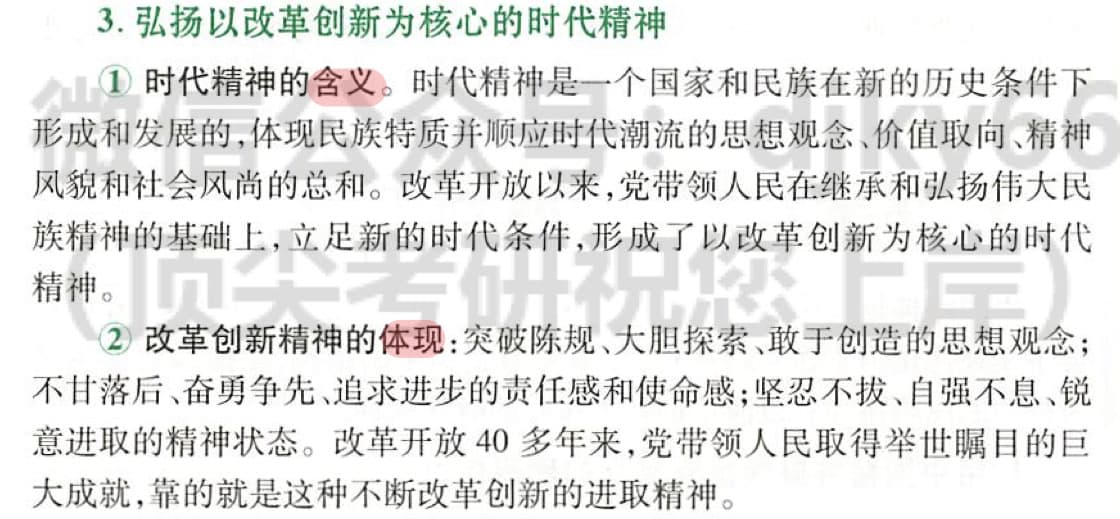 3. 弘扬以改革创新为核心的时代精神
① 时代精神的含义。时代精神是一个国家和民族在新的历史条件下
形成和发展的,体现民族特质并顺应时代潮流的思想观念、价值取向、精神
风貌和社会风尚的总和。改革开放以来,党带领人民在继承和弘扬伟大民
族精神的基础上,立足新的时代条件,形成了以改革创新为核心的时代
精神。
② 改革创新精神的体现:突破陈规、大胆探索、敢于创造的思想观念;
不甘落后、奋勇争先、追求进步的责任感和使命感;坚忍不拔、自强不息、锐
意进取的精神状态。改革开放 40 多年来,党带领人民取得举世瞩目的巨
大成就,靠的就是这种不断改革创新的进取精神。
微信公众号: djky66
(顶尖考研祝您上岸)